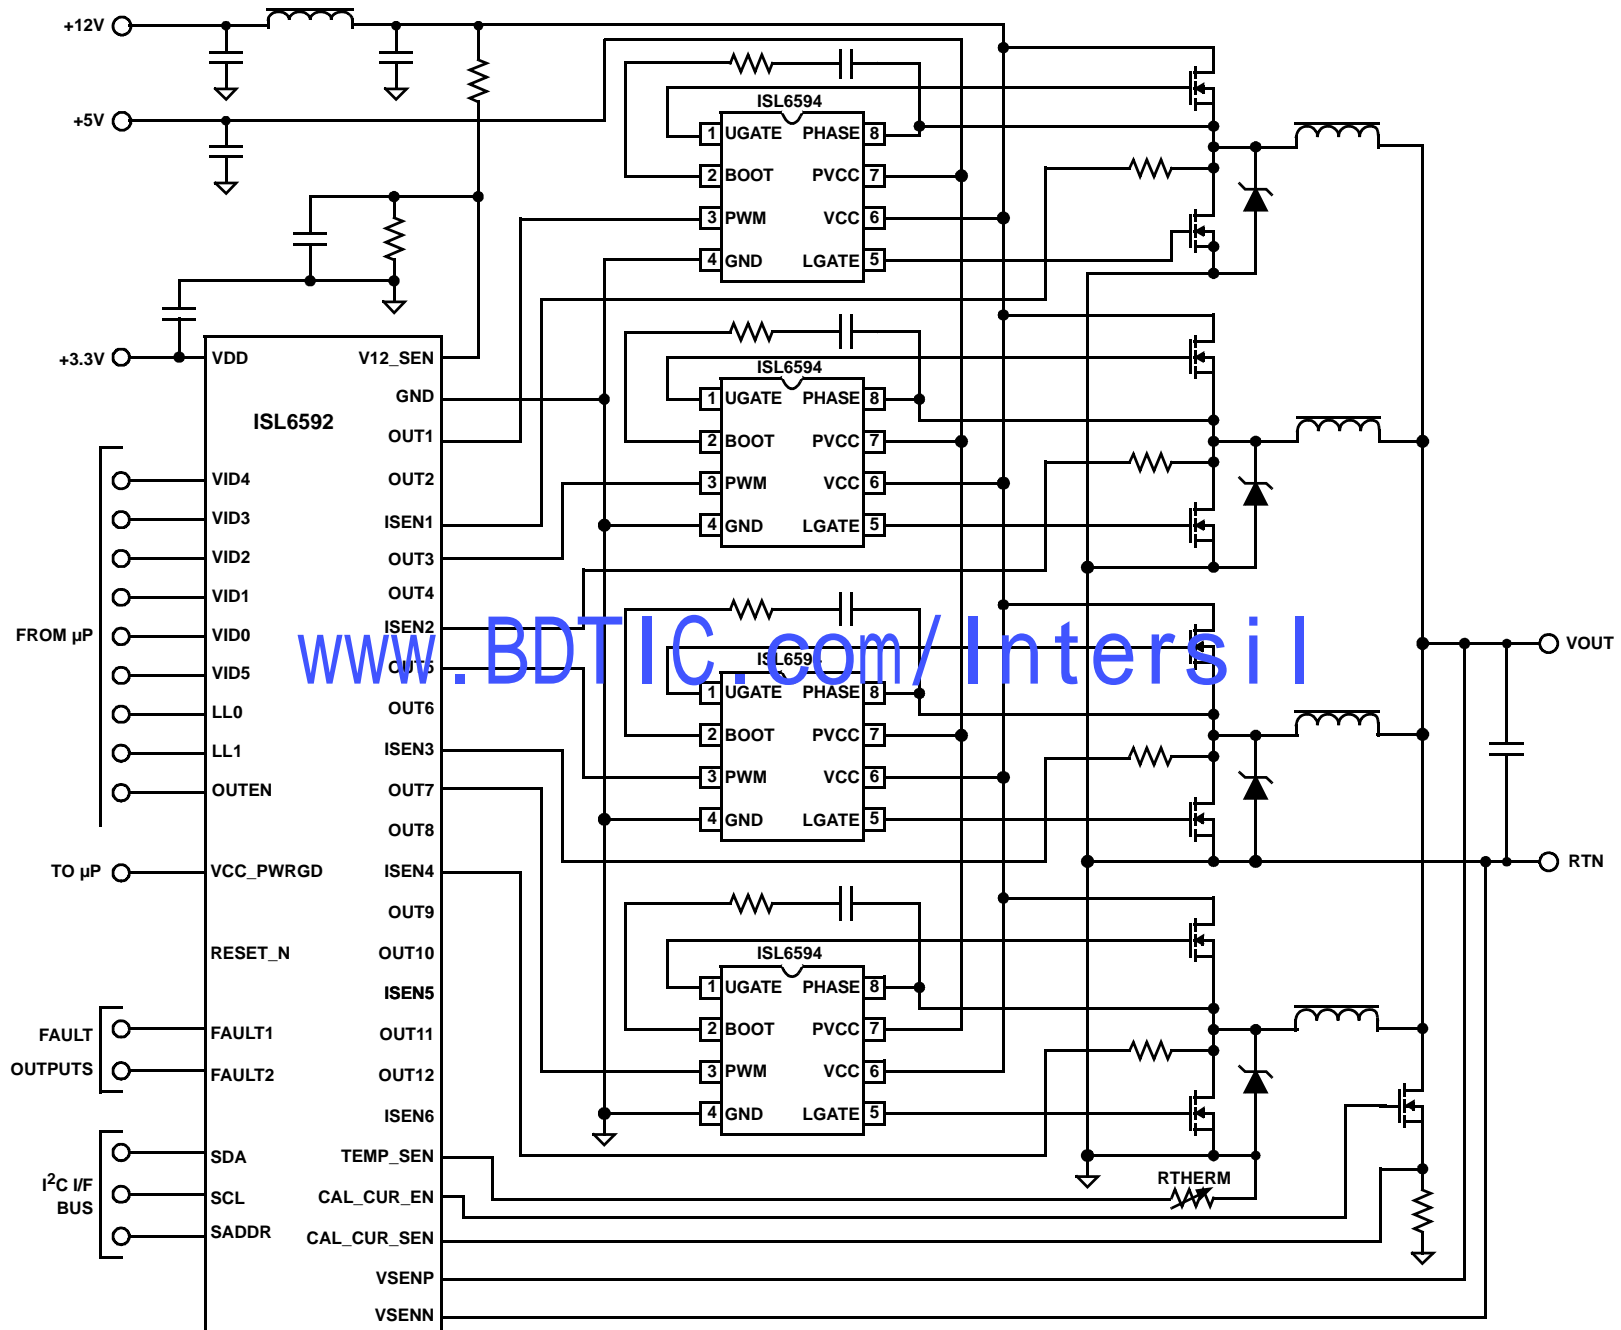 +12V
+5V
+3.3V
ISL6592
VDD
V12_SEN
GND
OUT1
OUT2
ISEN1
OUT3
OUT4
ISEN2
OUT5
OUT6
ISEN3
OUT7
OUT8
ISEN4
OUT9
OUT10
ISEN5
OUT11
OUT12
ISEN6
TEMP_SEN
CAL_CUR_EN
CAL_CUR_SEN
VSENP
VSENN
FROM µP
VID4
VID3
VID2
VID1
VID0
VID5
LL0
LL1
OUTEN
TO µP
VCC_PWRGD
RESET_N
FAULT
OUTPUTS
FAULT1
FAULT2
I2C I/F
BUS
SDA
SCL
SADDR
ISL6594
1 UGATE PHASE 8
2 BOOT PVCC 7
3 PWM VCC 6
4 GND LGATE 5
ISL6594
1 UGATE PHASE 8
2 BOOT PVCC 7
3 PWM VCC 6
4 GND LGATE 5
www.BDTIC.com/Intersil
1 UGATE PHASE 8
2 BOOT PVCC 7
3 PWM VCC 6
4 GND LGATE 5
ISL6594
1 UGATE PHASE 8
2 BOOT PVCC 7
3 PWM VCC 6
4 GND LGATE 5
RTHERM
VOUT
RTN